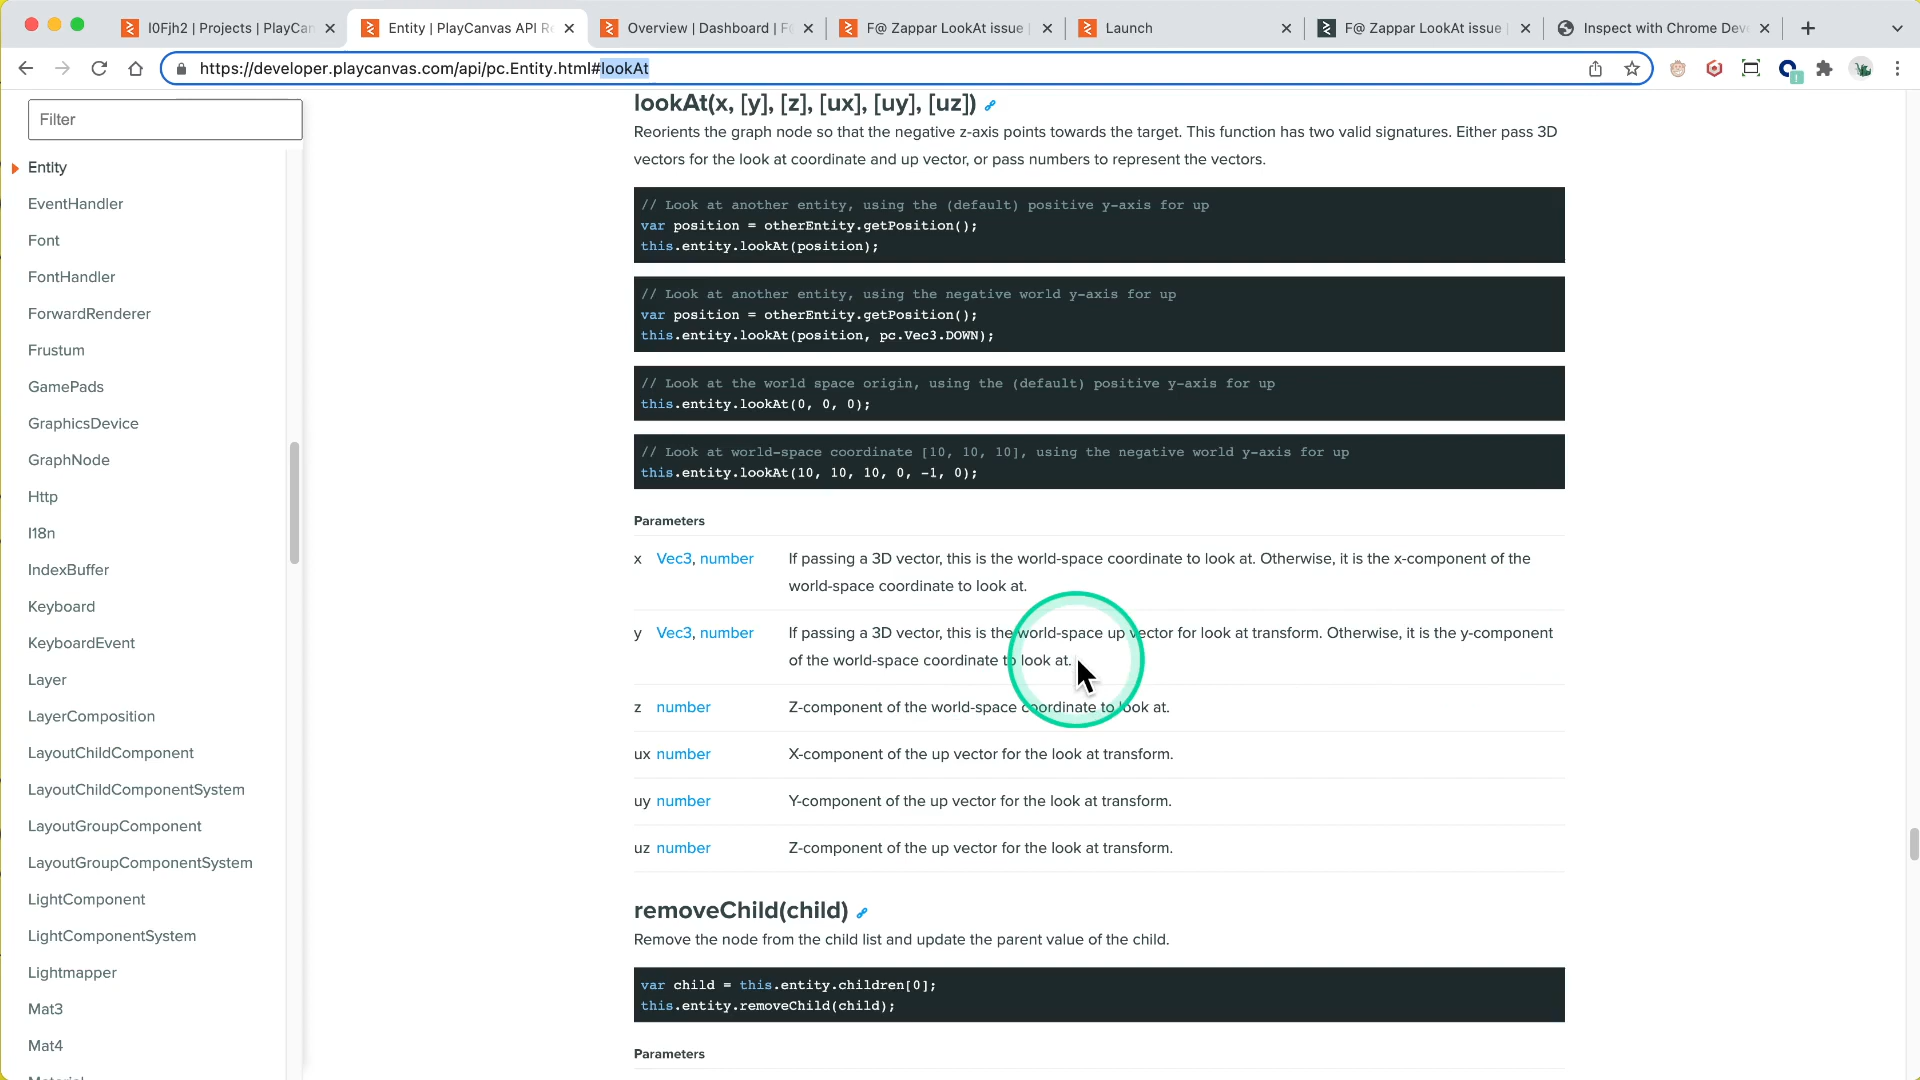 I0Fjh2 | Projects | PlayCan
Entity | PlayCanvas API Re
Overview | Dashboard | F
F@ Zappar LookAt issue |
Launch
F@ Zappar LookAt issue |
Inspect with Chrome Dev
https://developer.playcanvas.com/api/pc.Entity.html#lookAt
Filter
Entity
EventHandler
Font
FontHandler
ForwardRenderer
Frustum
GamePads
GraphicsDevice
GraphNode
Http
I18n
IndexBuffer
Keyboard
KeyboardEvent
Layer
LayerComposition
LayoutChildComponent
LayoutChildComponentSystem
LayoutGroupComponent
LayoutGroupComponentSystem
LightComponent
LightComponentSystem
Lightmapper
Mat3
Mat4
Material
lookAt(x, [y], [z], [ux], [uy], [uz])
Reorients the graph node so that the negative z-axis points towards the target. This function has two valid signatures. Either pass 3D
vectors for the look at coordinate and up vector, or pass numbers to represent the vectors.
// Look at another entity, using the (default) positive y-axis for up
var position = otherEntity.getPosition();
this.entity.lookAt(position);
// Look at another entity, using the negative world y-axis for up
var position = otherEntity.getPosition();
this.entity.lookAt(position, pc.Vec3.DOWN);
// Look at the world space origin, using the (default) positive y-axis for up
this.entity.lookAt(0, 0, 0);
// Look at world-space coordinate [10, 10, 10], using the negative world y-axis for up
this.entity.lookAt(10, 10, 10, 0, -1, 0);
Parameters
x Vec3, number If passing a 3D vector, this is the world-space coordinate to look at. Otherwise, it is the x-component of the
world-space coordinate to look at.
y Vec3, number If passing a 3D vector, this is the world-space up vector for look at transform. Otherwise, it is the y-component
of the world-space coordinate to look at.
z number Z-component of the world-space coordinate to look at.
ux number X-component of the up vector for the look at transform.
uy number Y-component of the up vector for the look at transform.
uz number Z-component of the up vector for the look at transform.
removeChild(child)
Remove the node from the child list and update the parent value of the child.
var child = this.entity.children[0];
this.entity.removeChild(child);
Parameters